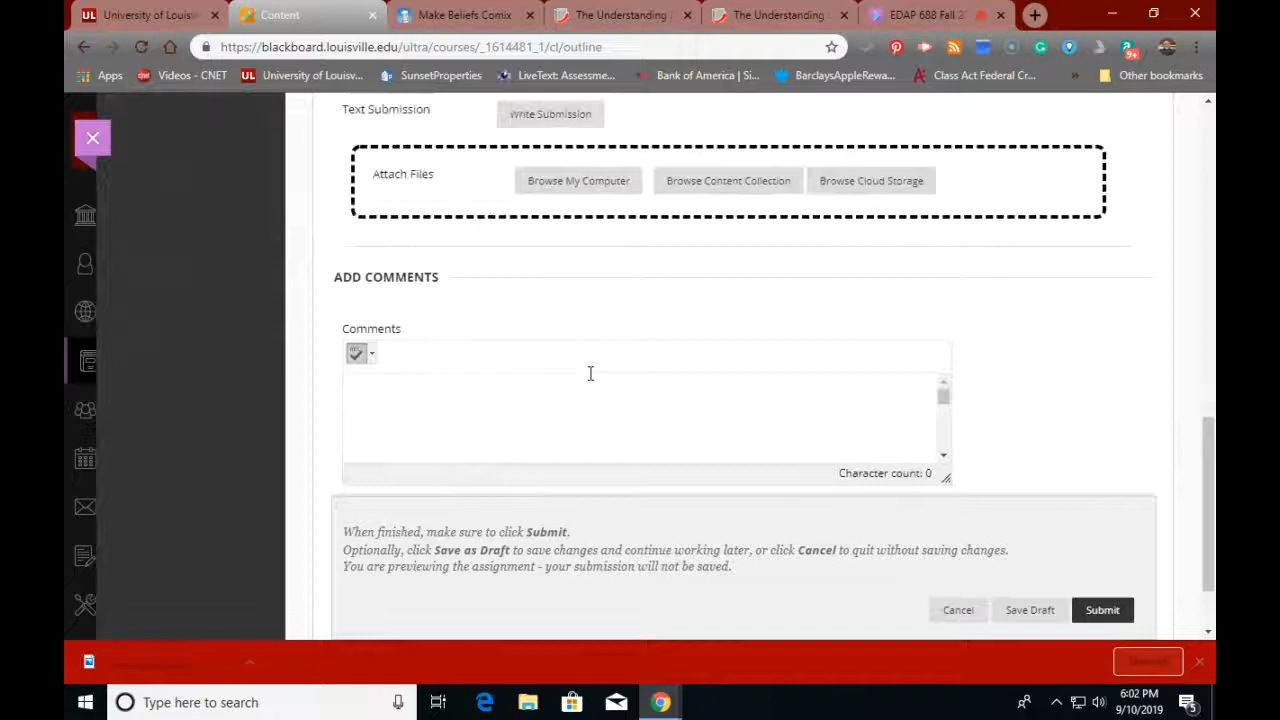 University of Louisv
Content
Make Beliefs Comix
The Understanding
The Understanding
EDAP 688 Fall 2
https://blackboard.louisville.edu/ultra/courses/_1614481_1/cl/outline
9+
Apps
Videos - CNET
University of Louisv...
SunsetProperties
LiveText: Assessme...
Bank of America | Si...
BarclaysAppleRewa...
Class Act Federal Cr...
Other bookmarks
Text Submission
Write Submission
Attach Files
Browse My Computer
Browse Content Collection
Browse Cloud Storage
ADD COMMENTS
Comments
Character count: 0
When finished, make sure to click Submit.
Optionally, click Save as Draft to save changes and continue working later, or click Cancel to quit without saving changes.
You are previewing the assignment - your submission will not be saved.
Cancel
Save Draft
Submit
Type here to search
6:02 PM
9/10/2019
5